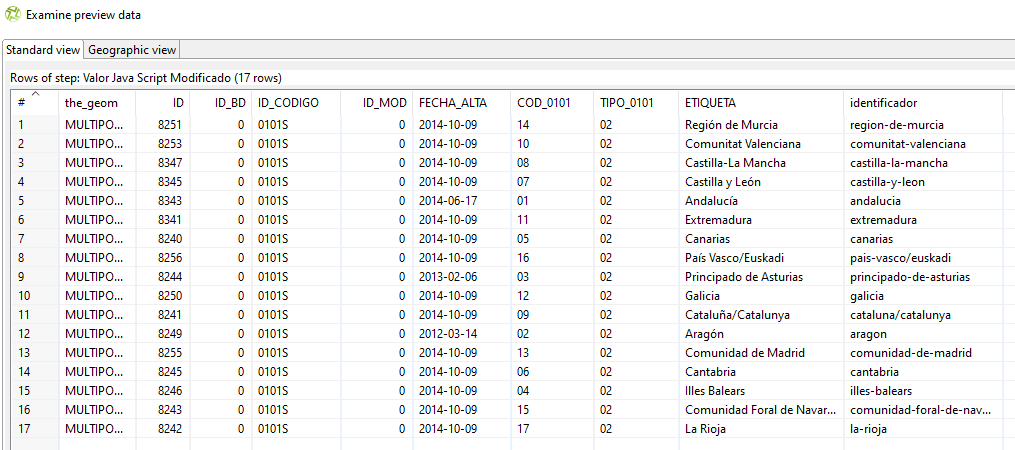 Examine preview data
Standard view Geographic view
Rows of step: Valor Java Script Modificado (17 rows)
# the_geom ID ID_BD ID_CODIGO ID_MOD FECHA_ALTA COD_0101 TIPO_0101 ETIQUETA identificador
1 MULTIPO... 8251 0 0101S 0 2014-10-09 14 02 Región de Murcia region-de-murcia
2 MULTIPO... 8253 0 0101S 0 2014-10-09 10 02 Comunitat Valenciana comunitat-valenciana
3 MULTIPO... 8347 0 0101S 0 2014-10-09 08 02 Castilla-La Mancha castilla-la-mancha
4 MULTIPO... 8345 0 0101S 0 2014-10-09 07 02 Castilla y León castilla-y-leon
5 MULTIPO... 8343 0 0101S 0 2014-06-17 01 02 Andalucía andalucia
6 MULTIPO... 8341 0 0101S 0 2014-10-09 11 02 Extremadura extremadura
7 MULTIPO... 8240 0 0101S 0 2014-10-09 05 02 Canarias canarias
8 MULTIPO... 8256 0 0101S 0 2014-10-09 16 02 País Vasco/Euskadi pais-vasco/euskadi
9 MULTIPO... 8244 0 0101S 0 2013-02-06 03 02 Principado de Asturias principado-de-asturias
10 MULTIPO... 8250 0 0101S 0 2014-10-09 12 02 Galicia galicia
11 MULTIPO... 8241 0 0101S 0 2014-10-09 09 02 Cataluña/Catalunya cataluna/catalunya
12 MULTIPO... 8249 0 0101S 0 2012-03-14 02 02 Aragón aragon
13 MULTIPO... 8255 0 0101S 0 2014-10-09 13 02 Comunidad de Madrid comunidad-de-madrid
14 MULTIPO... 8245 0 0101S 0 2014-10-09 06 02 Cantabria cantabria
15 MULTIPO... 8246 0 0101S 0 2014-10-09 04 02 Illes Balears illes-balears
16 MULTIPO... 8243 0 0101S 0 2014-10-09 15 02 Comunidad Foral de Navar... comunidad-foral-de-nav...
17 MULTIPO... 8242 0 0101S 0 2014-10-09 17 02 La Rioja la-rioja